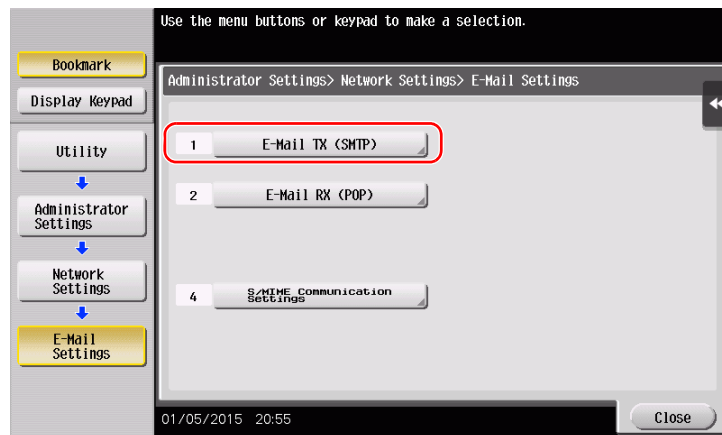 Use the menu buttons or keypad to make a selection.
Bookmark
Display Keypad
Utility
Administrator
Settings
Network
Settings
E-Mail
Settings
Administrator Settings> Network Settings> E-Mail Settings
1 E-Mail TX (SMTP)
2 E-Mail RX (POP)
4 S/MIME Communication
Settings
01/05/2015 20:55
Close